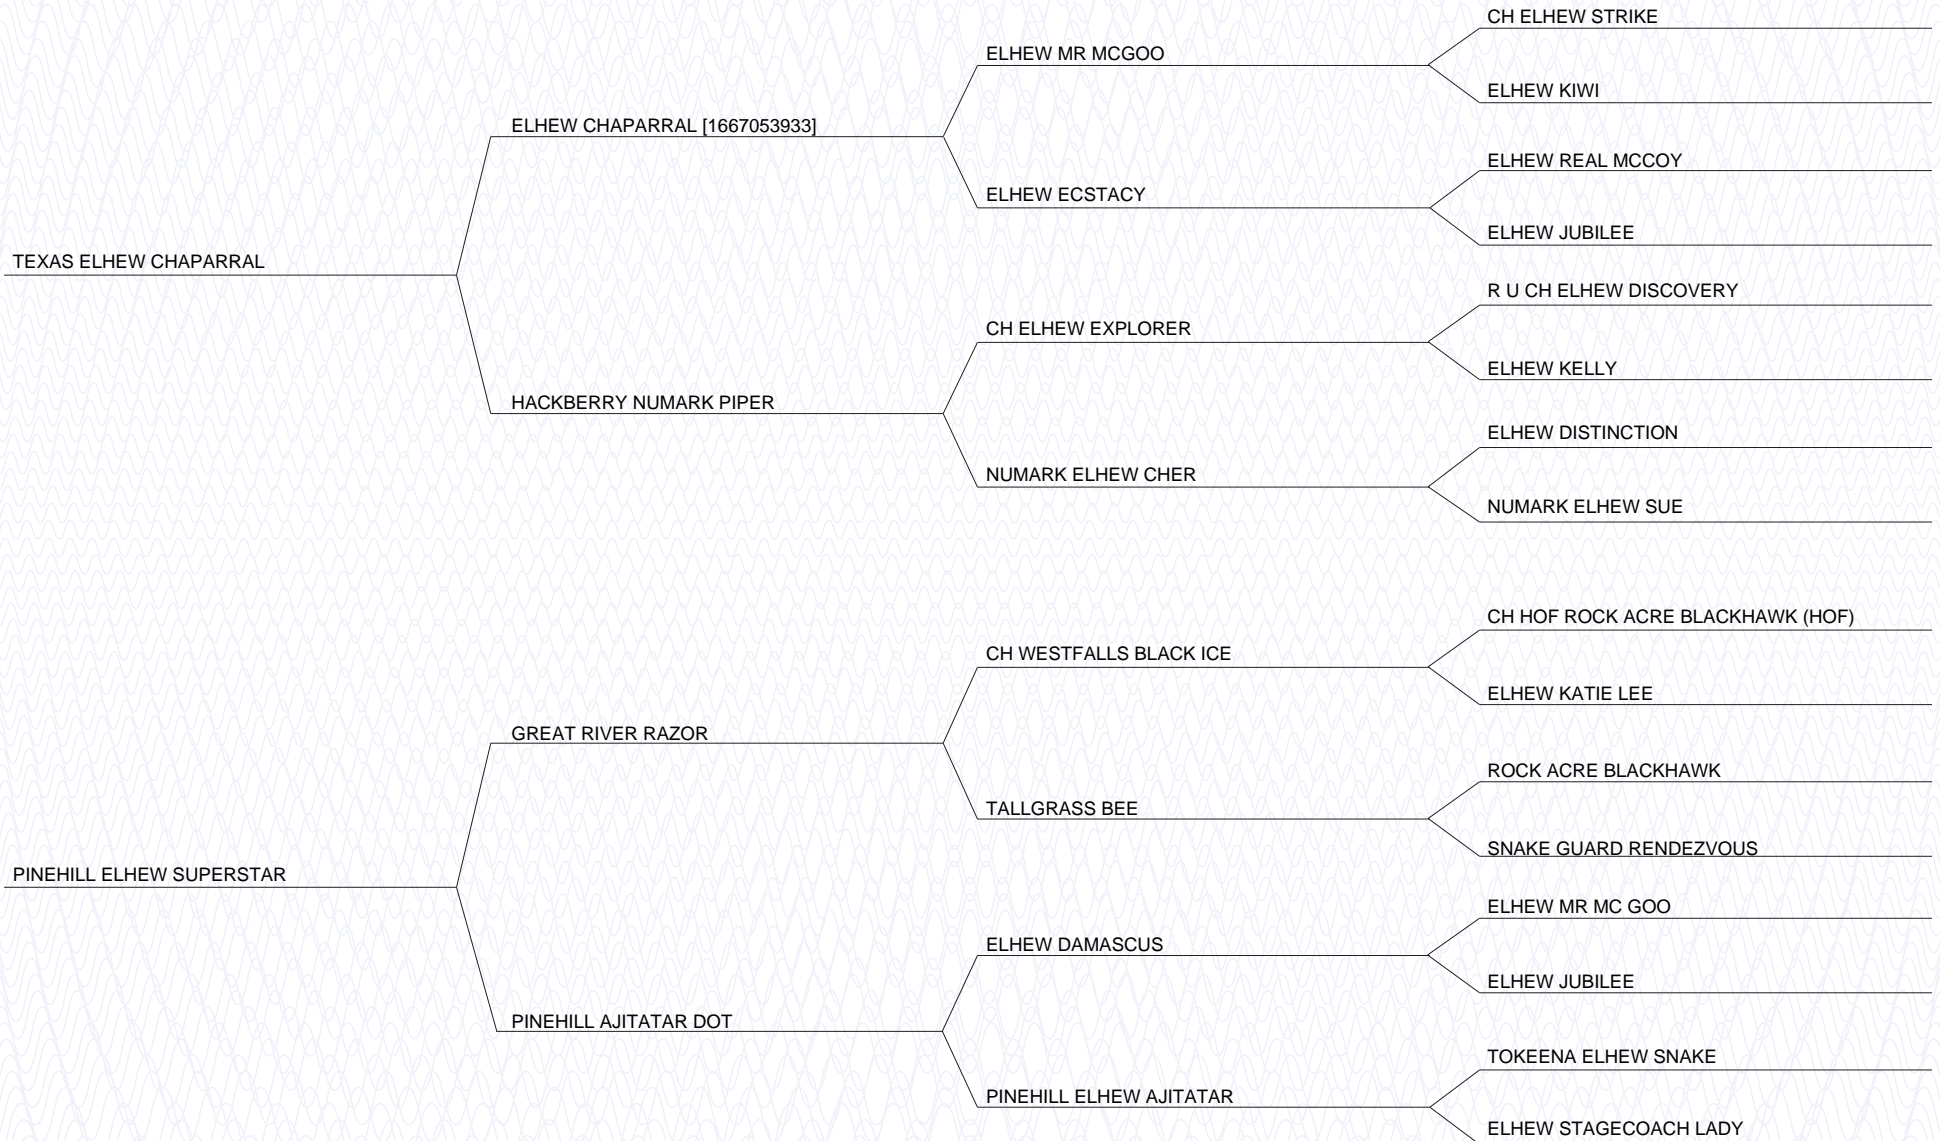 CH ELHEW STRIKE
ELHEW MR MCGOO
ELHEW KIWI
ELHEW CHAPARRAL [1667053933]
ELHEW REAL MCCOY
ELHEW ECSTACY
ELHEW JUBILEE
TEXAS ELHEW CHAPARRAL
R U CH ELHEW DISCOVERY
CH ELHEW EXPLORER
ELHEW KELLY
HACKBERRY NUMARK PIPER
ELHEW DISTINCTION
NUMARK ELHEW CHER
NUMARK ELHEW SUE
CH HOF ROCK ACRE BLACKHAWK (HOF)
CH WESTFALLS BLACK ICE
ELHEW KATIE LEE
GREAT RIVER RAZOR
ROCK ACRE BLACKHAWK
TALLGRASS BEE
SNAKE GUARD RENDEZVOUS
PINEHILL ELHEW SUPERSTAR
ELHEW MR MC GOO
ELHEW DAMASCUS
ELHEW JUBILEE
PINEHILL AJITATAR DOT
TOKEENA ELHEW SNAKE
PINEHILL ELHEW AJITATAR
ELHEW STAGECOACH LADY